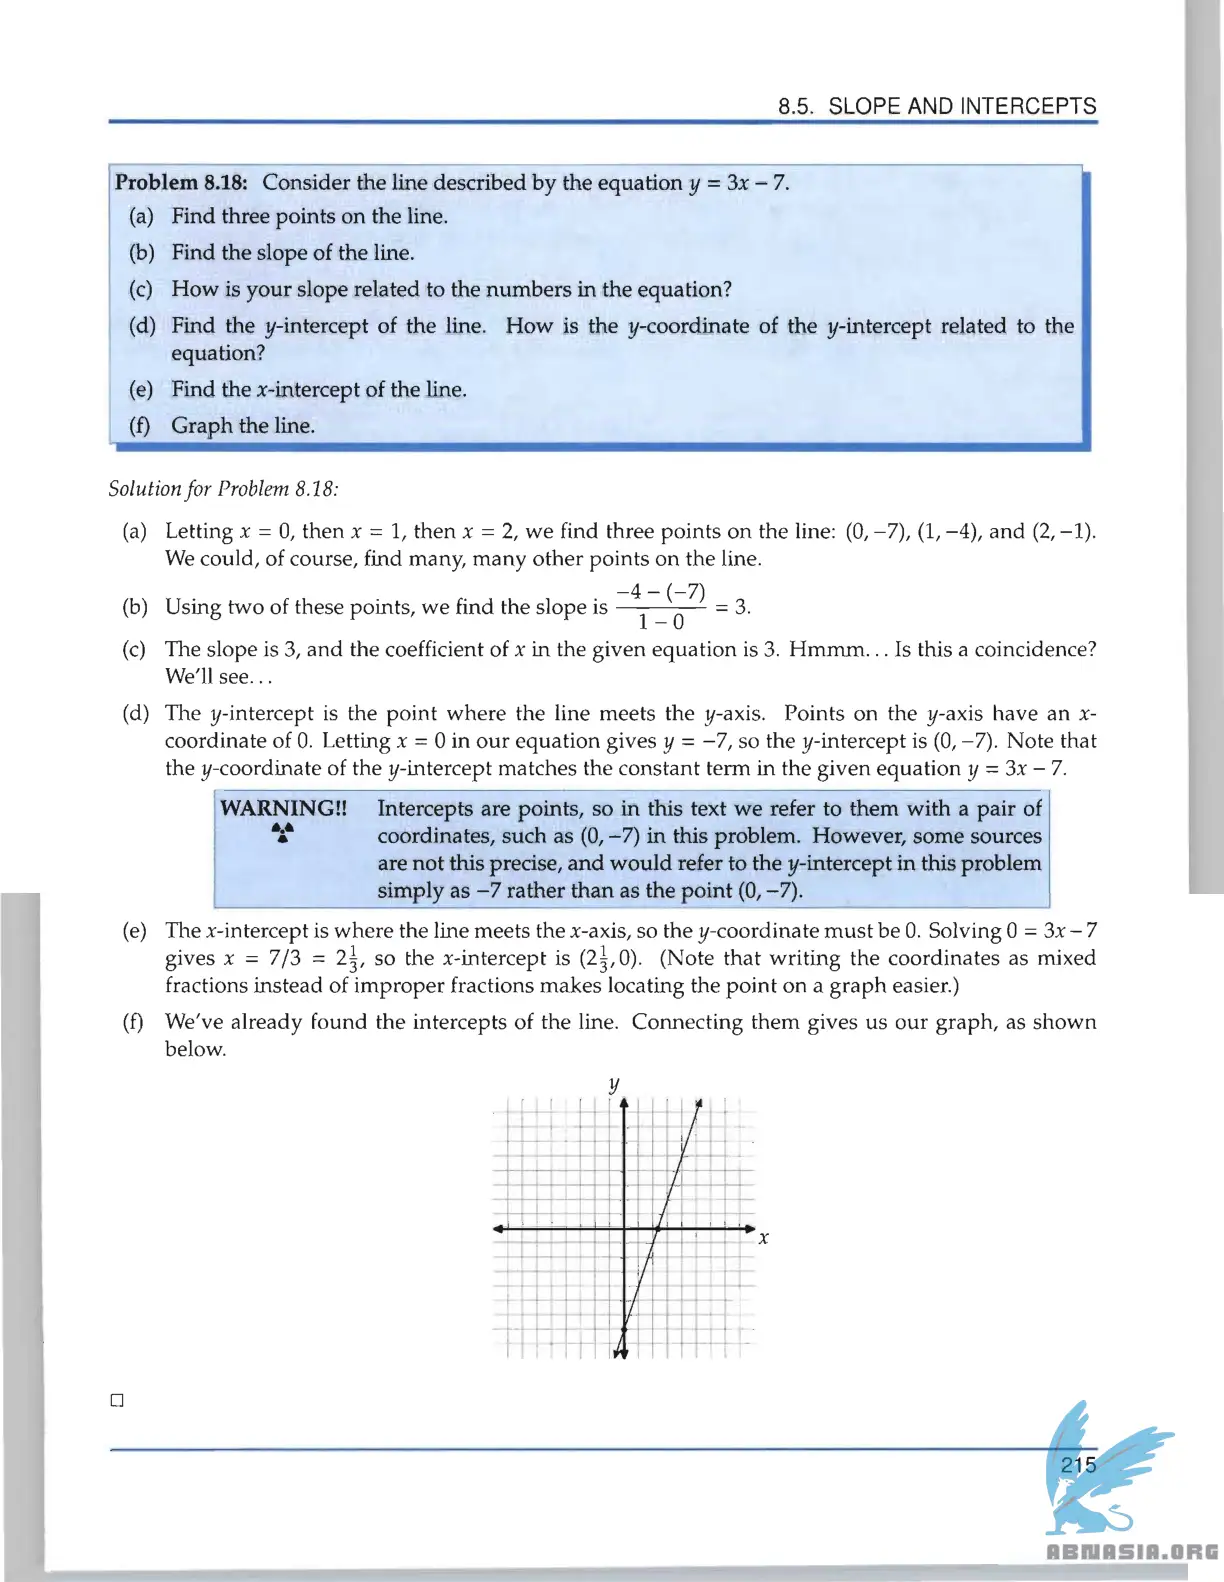 8.5. SLOPE AND INTERCEPTS
Problem 8.18: Consider the line described by the equation y = 3x − 7.
(a) Find three points on the line.
(b) Find the slope of the line.
(c) How is your slope related to the numbers in the equation?
(d) Find the y-intercept of the line. How is the y-coordinate of the y-intercept related to the
equation?
(e) Find the x-intercept of the line.
(f) Graph the line.
Solution for Problem 8.18:
(a) Letting x = 0, then x = 1, then x = 2, we find three points on the line: (0, −7), (1, −4), and (2, −1).
We could, of course, find many, many other points on the line.
(b) Using two of these points, we find the slope is −4 − (−7) / 1 − 0 = 3.
(c) The slope is 3, and the coefficient of x in the given equation is 3. Hmmm... Is this a coincidence?
We'll see...
(d) The y-intercept is the point where the line meets the y-axis. Points on the y-axis have an x-
coordinate of 0. Letting x = 0 in our equation gives y = −7, so the y-intercept is (0, −7). Note that
the y-coordinate of the y-intercept matches the constant term in the given equation y = 3x − 7.
WARNING!! Intercepts are points, so in this text we refer to them with a pair of
coordinates, such as (0, −7) in this problem. However, some sources
are not this precise, and would refer to the y-intercept in this problem
simply as −7 rather than as the point (0, −7).
(e) The x-intercept is where the line meets the x-axis, so the y-coordinate must be 0. Solving 0 = 3x − 7
gives x = 7/3 = 2⅓, so the x-intercept is (2⅓, 0). (Note that writing the coordinates as mixed
fractions instead of improper fractions makes locating the point on a graph easier.)
(f) We've already found the intercepts of the line. Connecting them gives us our graph, as shown
below.
y
x
215
ABNASIA.ORG